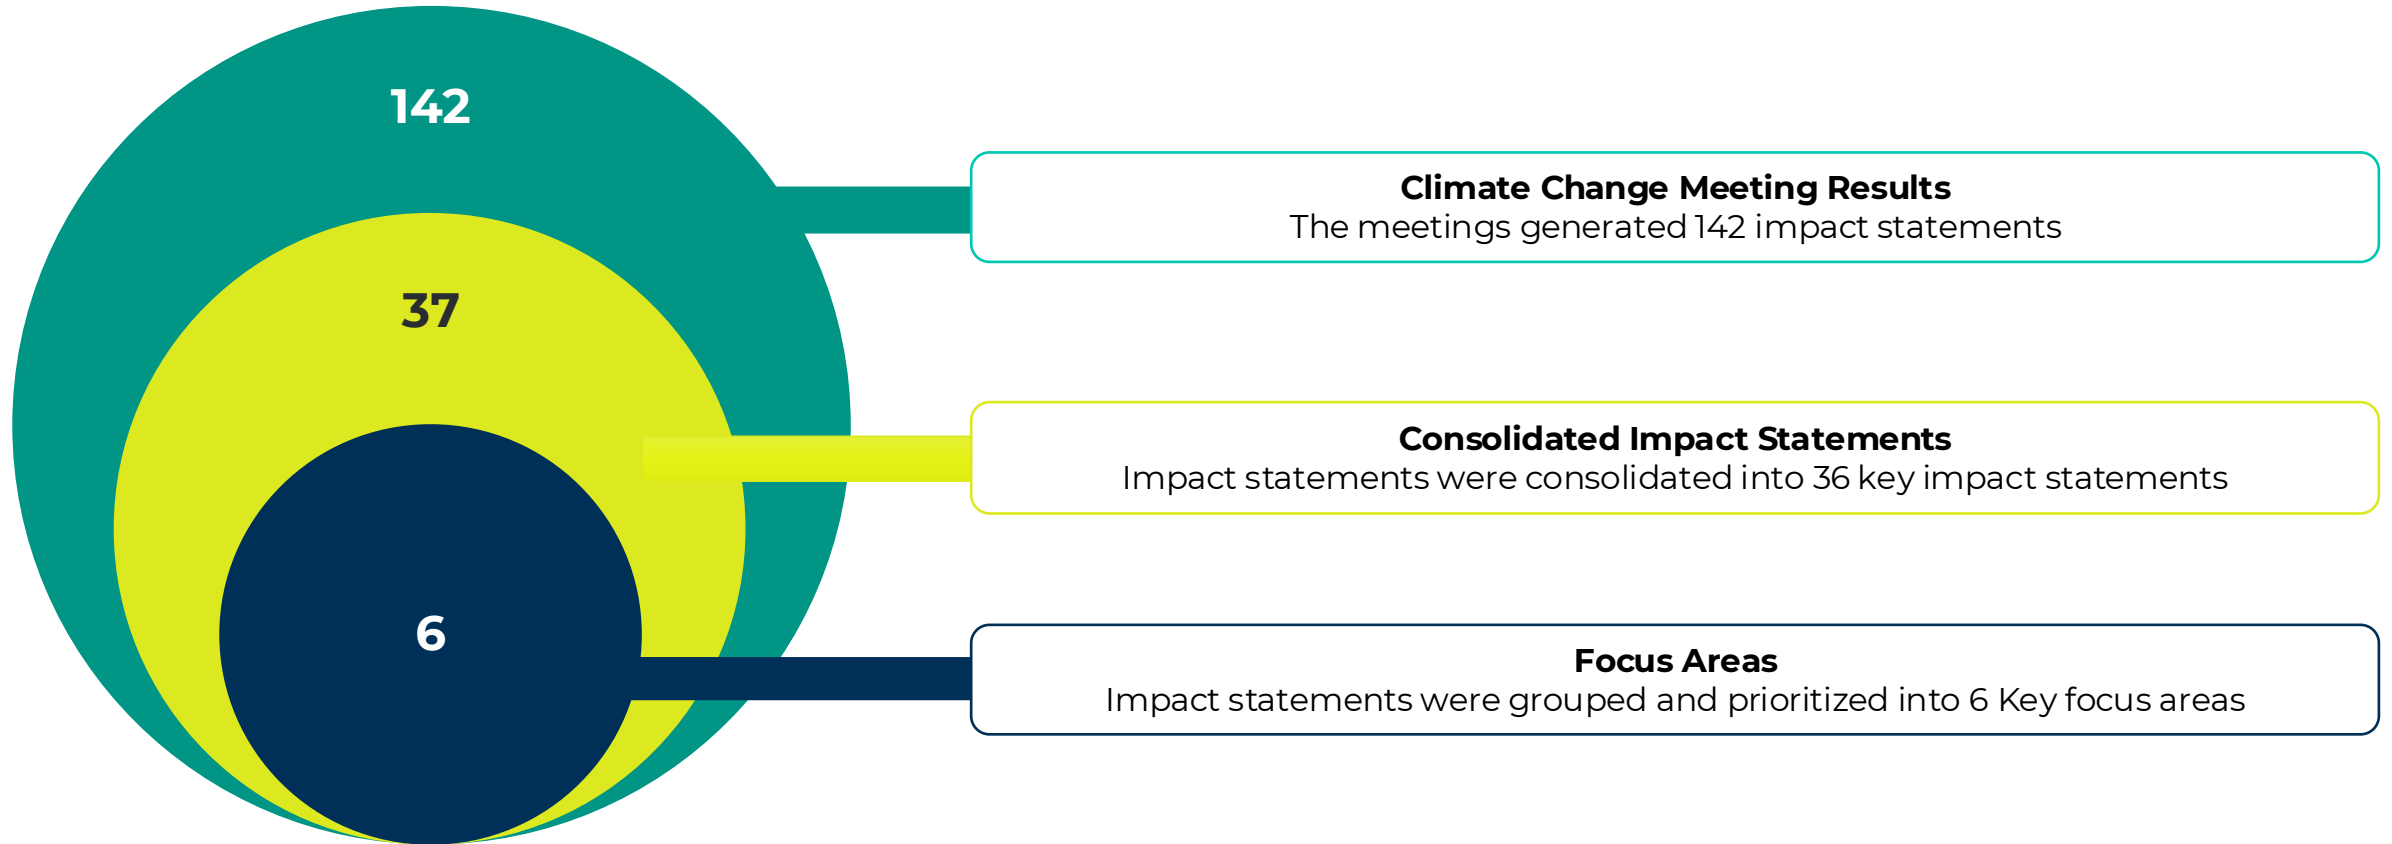 142
Climate Change Meeting Results
The meetings generated 142 impact statements
37
Consolidated Impact Statements
Impact statements were consolidated into 36 key impact statements
6
Focus Areas
Impact statements were grouped and prioritized into 6 Key focus areas